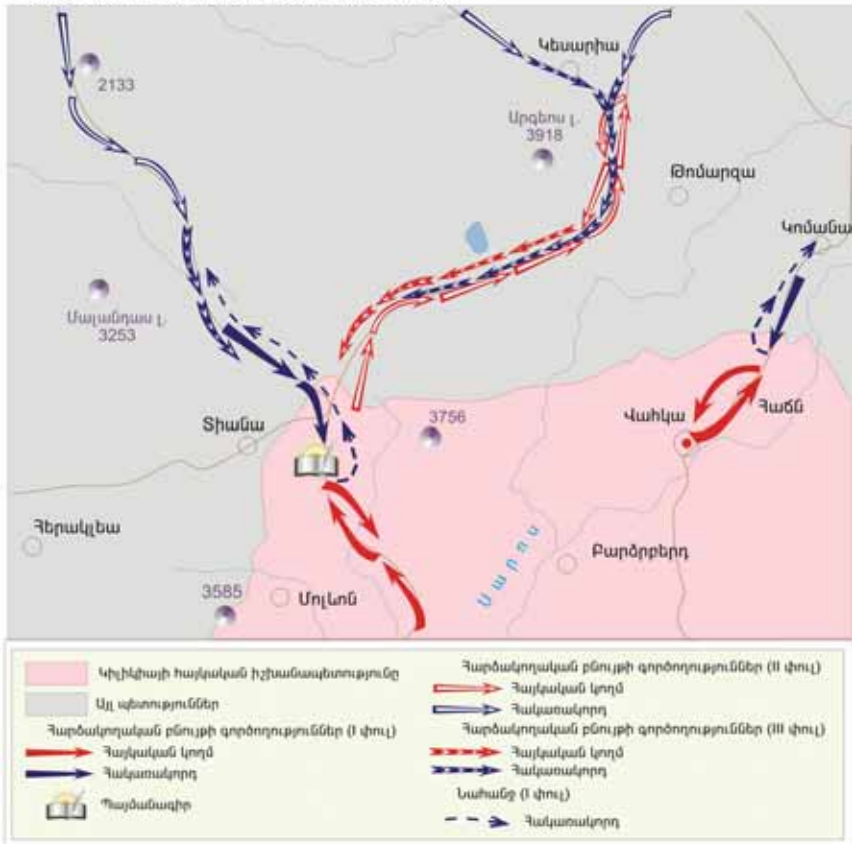 Կեսարիա
2133
Արգեոս լ.
3918
Թոմարզա
Կոմանա
Մալանդաս լ.
3253
Տիանա
3756
Վահկա
Հաճն
Հերակլեա
Բարձրբերդ
Սարոս
3585
Մոլևոն
Կիլիկիայի հայկական իշխանապետությունը
Այլ պետություններ
Հարձակողական բնույթի գործողություններ (I փուլ)
Հայկական կողմ
Հակառակորդ
Պայմանագիր
Հարձակողական բնույթի գործողություններ (II փուլ)
Հայկական կողմ
Հակառակորդ
Հարձակողական բնույթի գործողություններ (III փուլ)
Հայկական կողմ
Հակառակորդ
Նահանջ (I փուլ)
Հակառակորդ